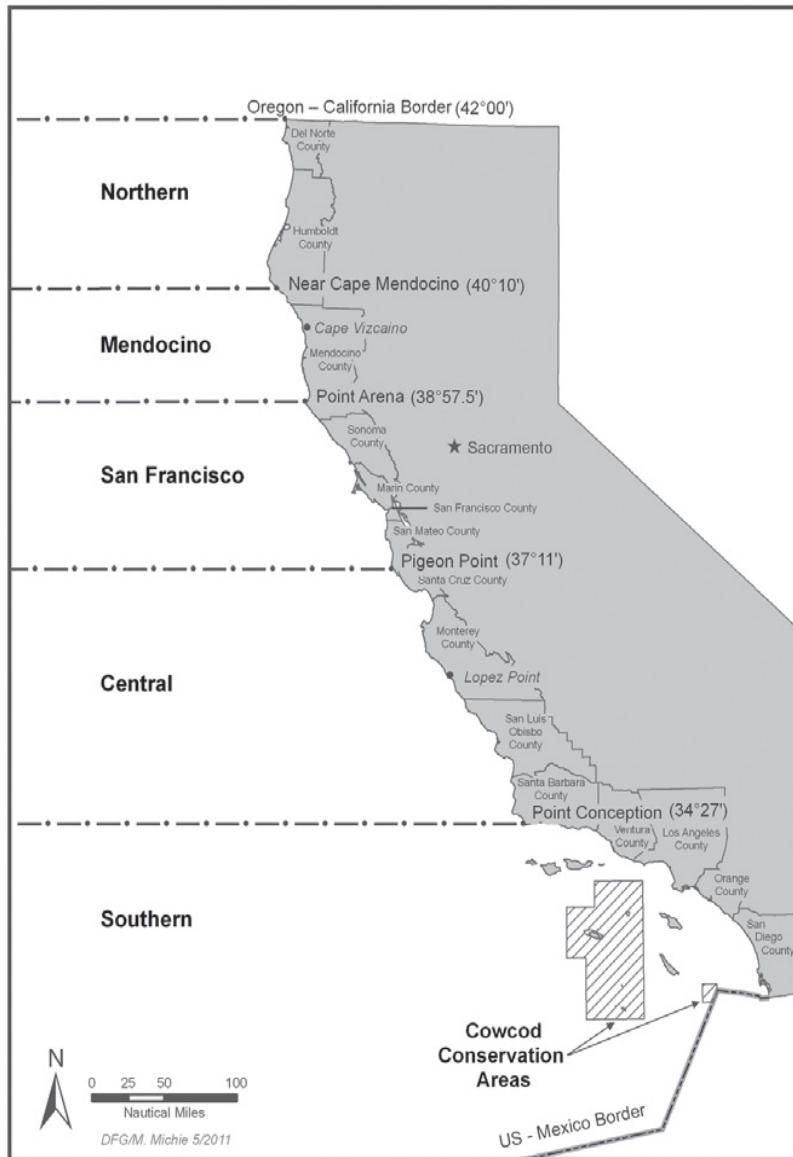 Oregon – California Border (42°00')
Del Norte
County
Northern
Humboldt
County
Near Cape Mendocino (40°10')
Cape Vizcaino
Mendocino
Mendocino
County
Point Arena (38°57.5')
Sonoma
County
Sacramento
San Francisco
Marin County
San Francisco County
San Mateo County
Pigeon Point (37°11')
Santa Cruz County
Monterey
County
Central
Lopez Point
San Luis
Obisbo
County
Santa Barbara
County
Point Conception (34°27')
Ventura
County
Los Angeles
County
Orange
County
Southern
San
Diego
County
Cowcod
Conservation
Areas
N
0 25 50 100
Nautical Miles
DFG/M. Michie 5/2011
US - Mexico Border